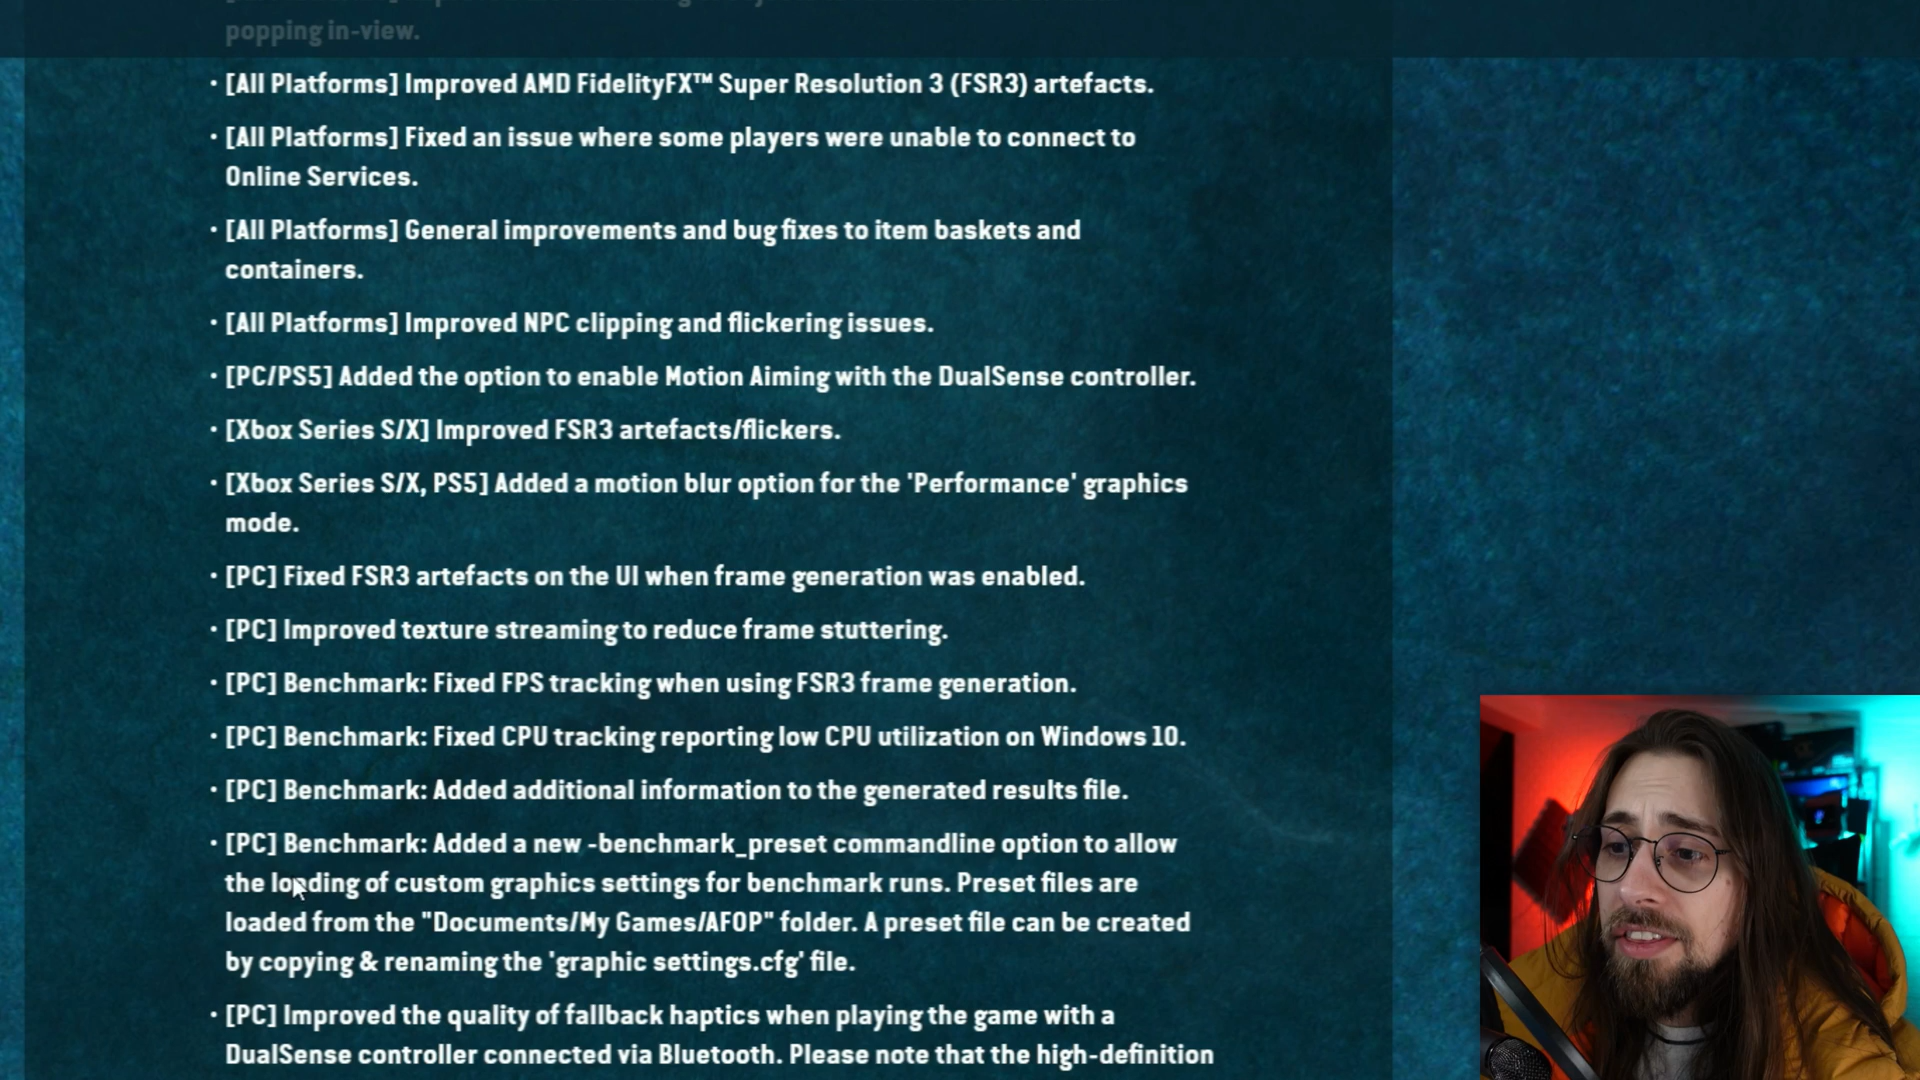 popping in-view.
• [All Platforms] Improved AMD FidelityFX™ Super Resolution 3 (FSR3) artefacts.
• [All Platforms] Fixed an issue where some players were unable to connect to
Online Services.
• [All Platforms] General improvements and bug fixes to item baskets and
containers.
• [All Platforms] Improved NPC clipping and flickering issues.
• [PC/PS5] Added the option to enable Motion Aiming with the DualSense controller.
• [Xbox Series S/X] Improved FSR3 artefacts/flickers.
• [Xbox Series S/X, PS5] Added a motion blur option for the 'Performance' graphics
mode.
• [PC] Fixed FSR3 artefacts on the UI when frame generation was enabled.
• [PC] Improved texture streaming to reduce frame stuttering.
• [PC] Benchmark: Fixed FPS tracking when using FSR3 frame generation.
• [PC] Benchmark: Fixed CPU tracking reporting low CPU utilization on Windows 10.
• [PC] Benchmark: Added additional information to the generated results file.
• [PC] Benchmark: Added a new -benchmark_preset commandline option to allow
the loading of custom graphics settings for benchmark runs. Preset files are
loaded from the "Documents/My Games/AFOP" folder. A preset file can be created
by copying & renaming the 'graphic settings.cfg' file.
• [PC] Improved the quality of fallback haptics when playing the game with a
DualSense controller connected via Bluetooth. Please note that the high-definition